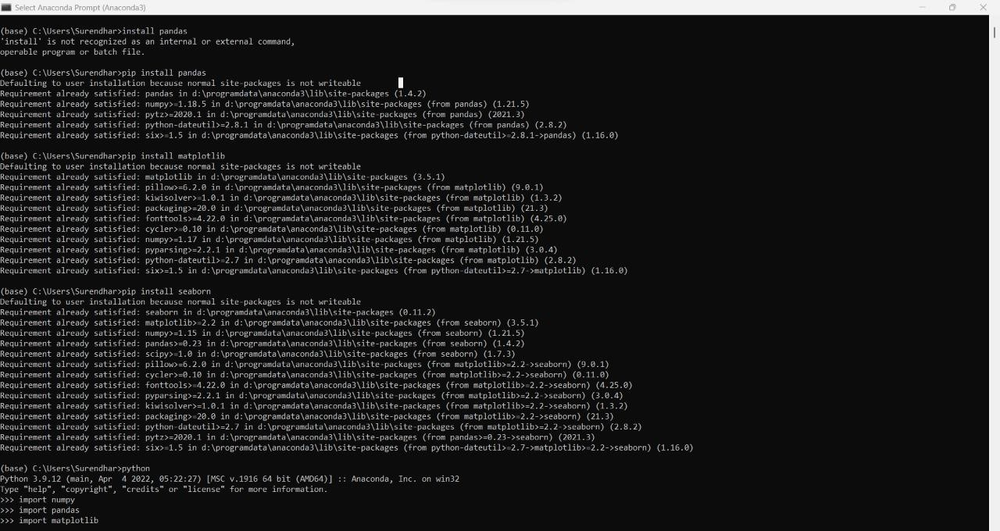 Select Anaconda Prompt (Anaconda3)
(base) C:\Users\Surendhar>install pandas
'install' is not recognized as an internal or external command,
operable program or batch file.
(base) C:\Users\Surendhar>pip install pandas
Defaulting to user installation because normal site-packages is not writeable
Requirement already satisfied: pandas in d:\programdata\anaconda3\lib\site-packages (1.4.2)
Requirement already satisfied: numpy>=1.18.5 in d:\programdata\anaconda3\lib\site-packages (from pandas) (1.21.5)
Requirement already satisfied: pytz>=2020.1 in d:\programdata\anaconda3\lib\site-packages (from pandas) (2021.3)
Requirement already satisfied: python-dateutil>=2.8.1 in d:\programdata\anaconda3\lib\site-packages (from pandas) (2.8.2)
Requirement already satisfied: six>=1.5 in d:\programdata\anaconda3\lib\site-packages (from python-dateutil>=2.8.1->pandas) (1.16.0)
(base) C:\Users\Surendhar>pip install matplotlib
Defaulting to user installation because normal site-packages is not writeable
Requirement already satisfied: matplotlib in d:\programdata\anaconda3\lib\site-packages (3.5.1)
Requirement already satisfied: pillow>=6.2.0 in d:\programdata\anaconda3\lib\site-packages (from matplotlib) (9.0.1)
Requirement already satisfied: kiwisolver>=1.0.1 in d:\programdata\anaconda3\lib\site-packages (from matplotlib) (1.3.2)
Requirement already satisfied: packaging>=20.0 in d:\programdata\anaconda3\lib\site-packages (from matplotlib) (21.3)
Requirement already satisfied: fonttools>=4.22.0 in d:\programdata\anaconda3\lib\site-packages (from matplotlib) (4.25.0)
Requirement already satisfied: cycler>=0.10 in d:\programdata\anaconda3\lib\site-packages (from matplotlib) (0.11.0)
Requirement already satisfied: numpy>=1.17 in d:\programdata\anaconda3\lib\site-packages (from matplotlib) (1.21.5)
Requirement already satisfied: pyparsing>=2.2.1 in d:\programdata\anaconda3\lib\site-packages (from matplotlib) (3.0.4)
Requirement already satisfied: python-dateutil>=2.7 in d:\programdata\anaconda3\lib\site-packages (from matplotlib) (2.8.2)
Requirement already satisfied: six>=1.5 in d:\programdata\anaconda3\lib\site-packages (from python-dateutil>=2.7->matplotlib) (1.16.0)
(base) C:\Users\Surendhar>pip install seaborn
Defaulting to user installation because normal site-packages is not writeable
Requirement already satisfied: seaborn in d:\programdata\anaconda3\lib\site-packages (0.11.2)
Requirement already satisfied: matplotlib>=2.2 in d:\programdata\anaconda3\lib\site-packages (from seaborn) (3.5.1)
Requirement already satisfied: numpy>=1.15 in d:\programdata\anaconda3\lib\site-packages (from seaborn) (1.21.5)
Requirement already satisfied: pandas>=0.23 in d:\programdata\anaconda3\lib\site-packages (from seaborn) (1.4.2)
Requirement already satisfied: scipy>=1.0 in d:\programdata\anaconda3\lib\site-packages (from seaborn) (1.7.3)
Requirement already satisfied: pillow>=6.2.0 in d:\programdata\anaconda3\lib\site-packages (from matplotlib>=2.2->seaborn) (9.0.1)
Requirement already satisfied: cycler>=0.10 in d:\programdata\anaconda3\lib\site-packages (from matplotlib>=2.2->seaborn) (0.11.0)
Requirement already satisfied: fonttools>=4.22.0 in d:\programdata\anaconda3\lib\site-packages (from matplotlib>=2.2->seaborn) (4.25.0)
Requirement already satisfied: pyparsing>=2.2.1 in d:\programdata\anaconda3\lib\site-packages (from matplotlib>=2.2->seaborn) (3.0.4)
Requirement already satisfied: kiwisolver>=1.0.1 in d:\programdata\anaconda3\lib\site-packages (from matplotlib>=2.2->seaborn) (1.3.2)
Requirement already satisfied: packaging>=20.0 in d:\programdata\anaconda3\lib\site-packages (from matplotlib>=2.2->seaborn) (21.3)
Requirement already satisfied: python-dateutil>=2.7 in d:\programdata\anaconda3\lib\site-packages (from matplotlib>=2.2->seaborn) (2.8.2)
Requirement already satisfied: pytz>=2020.1 in d:\programdata\anaconda3\lib\site-packages (from pandas>=0.23->seaborn) (2021.3)
Requirement already satisfied: six>=1.5 in d:\programdata\anaconda3\lib\site-packages (from python-dateutil>=2.7->matplotlib>=2.2->seaborn) (1.16.0)
(base) C:\Users\Surendhar>python
Python 3.9.12 (main, Apr  4 2022, 05:22:27) [MSC v.1916 64 bit (AMD64)] :: Anaconda, Inc. on win32
Type "help", "copyright", "credits" or "license" for more information.
>>> import numpy
>>> import pandas
>>> import matplotlib